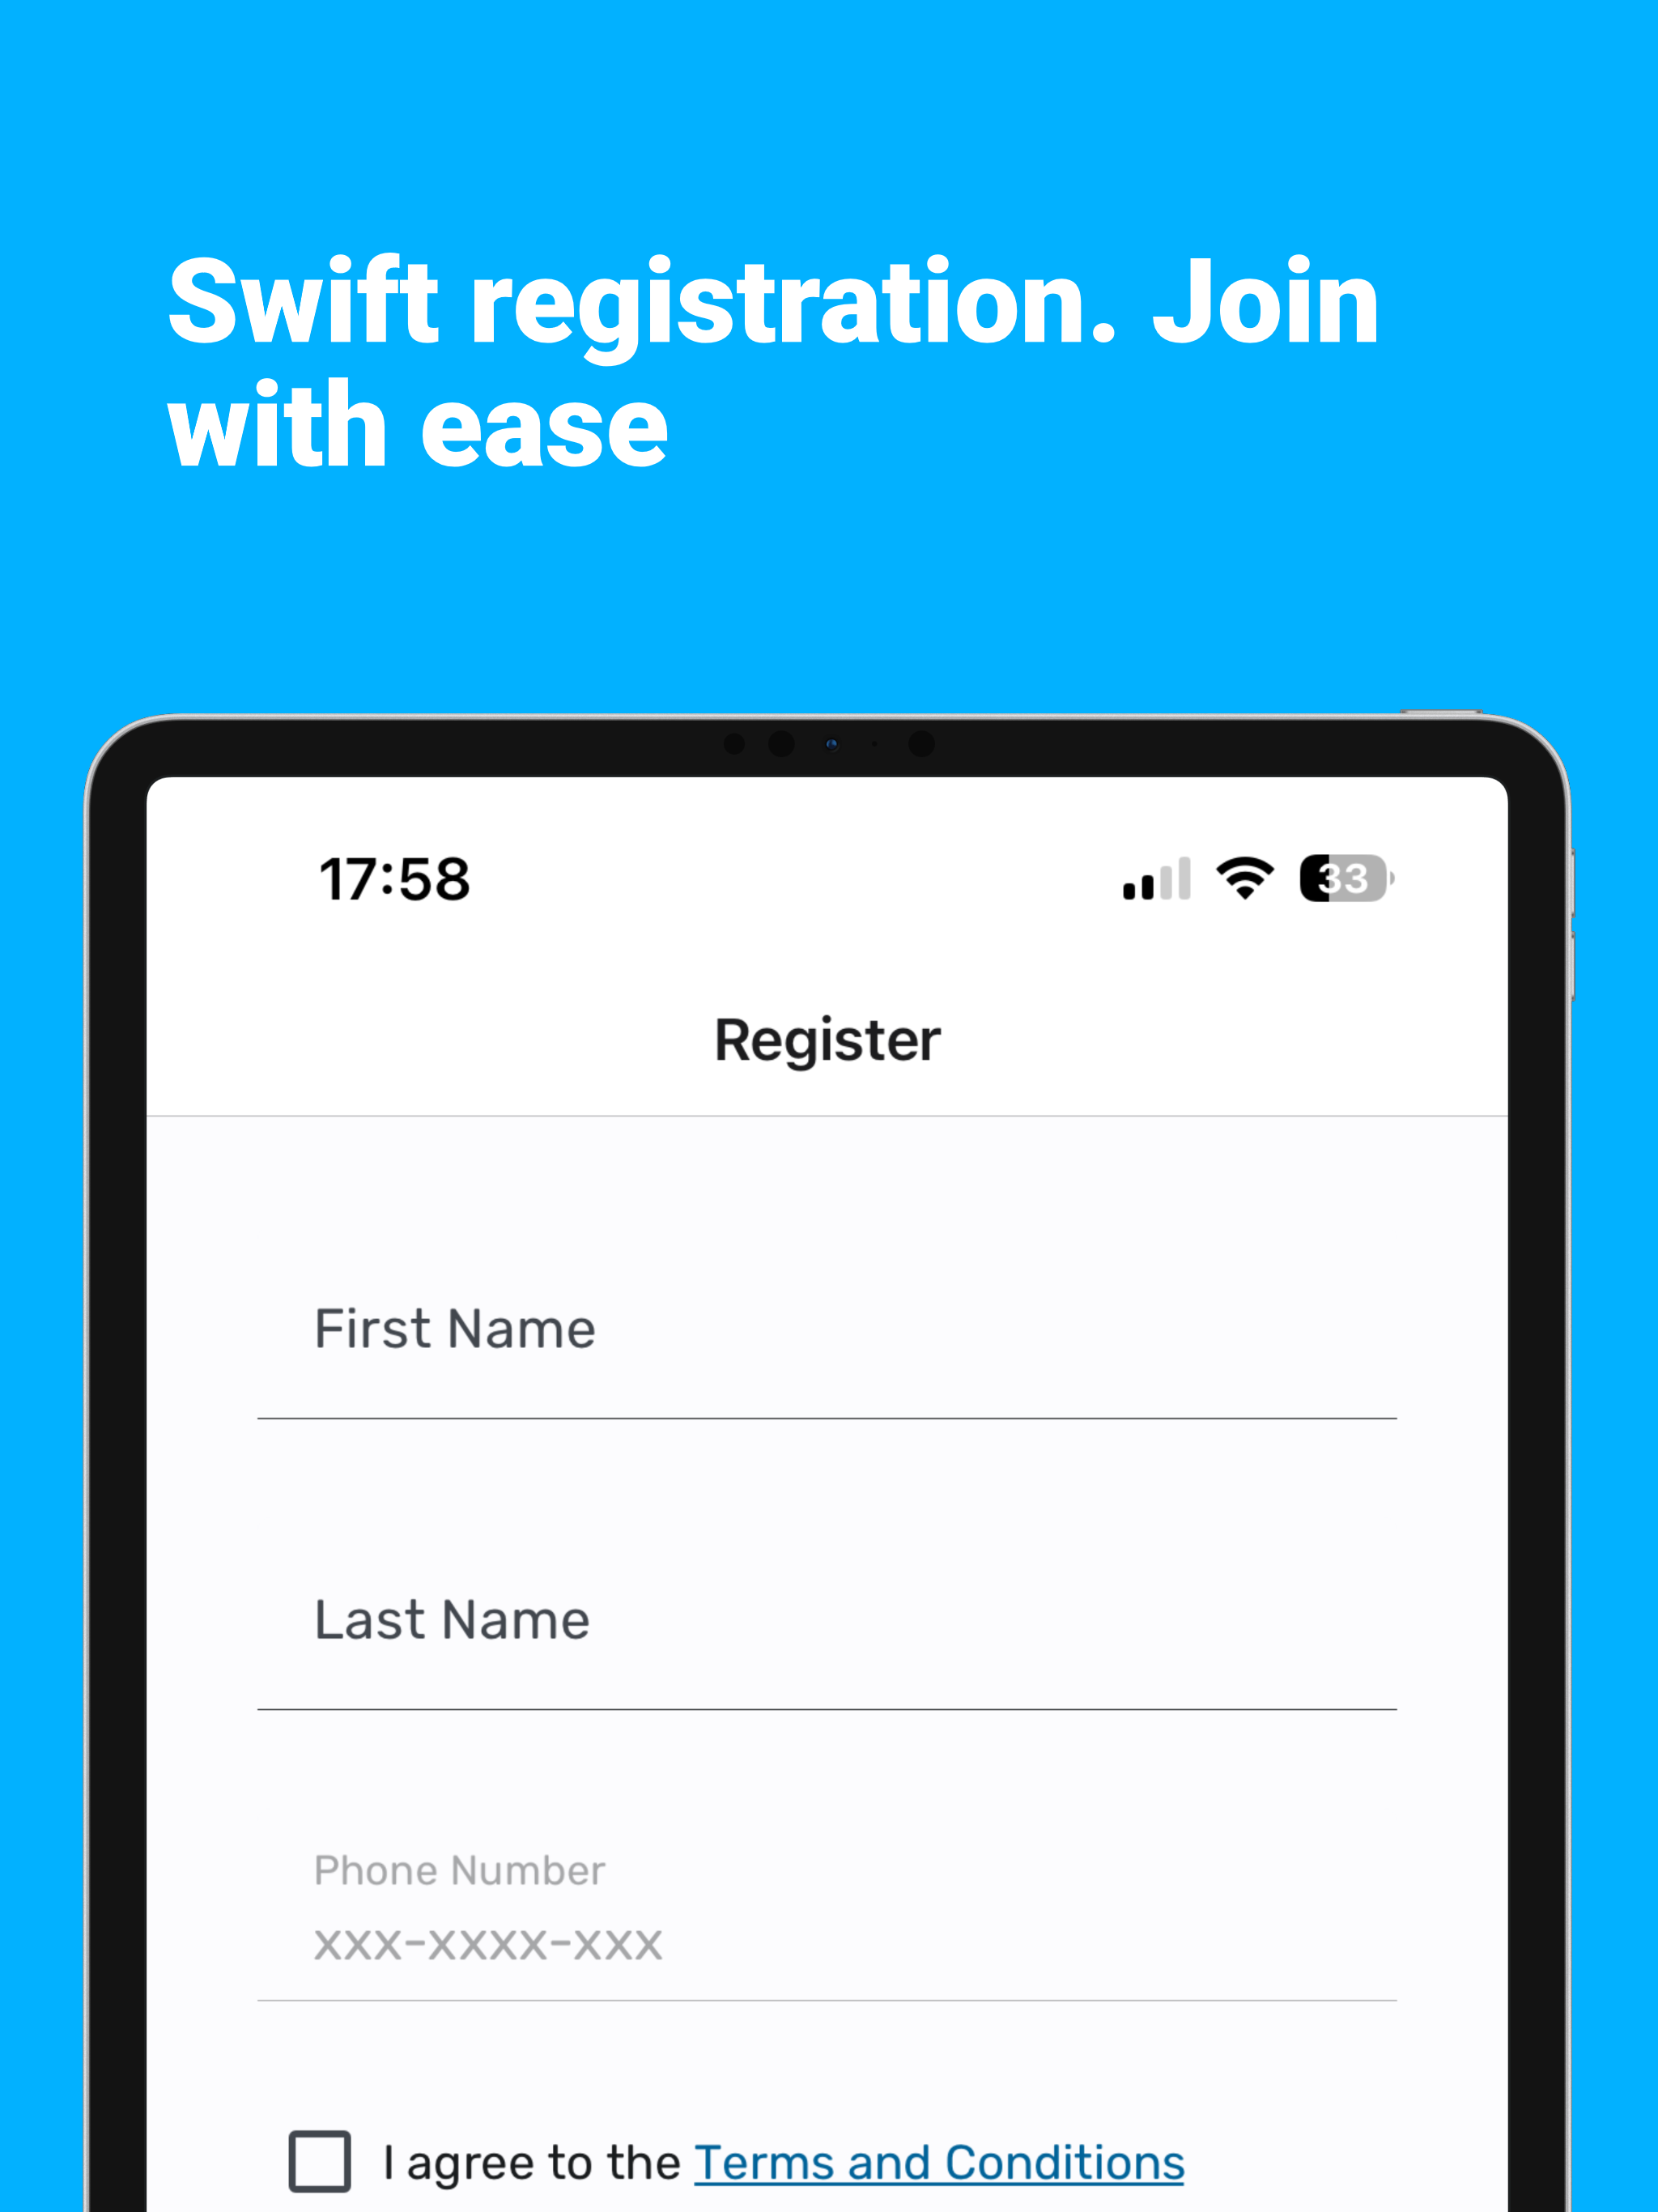 Swift registration. Join
with ease
17:58
33
Register
First Name
Last Name
Phone Number
xxx-xxxx-xxx
I agree to the Terms and Conditions